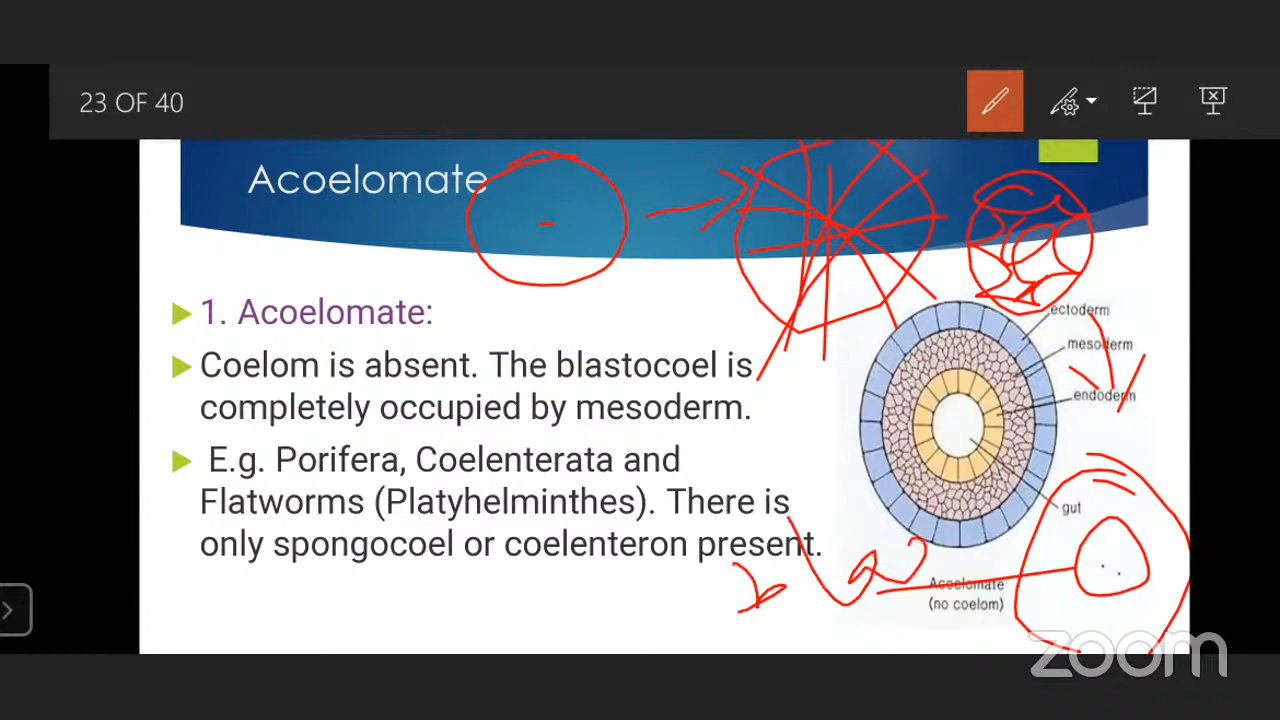 23 OF 40
Acoelomate
1. Acoelomate:
Coelom is absent. The blastocoel is
completely occupied by mesoderm.
E.g. Porifera, Coelenterata and
Flatworms (Platyhelminthes). There is
only spongocoel or coelenteron present.
ectoderm
mesoderm
endoderm
gut
Acoelomate
(no coelom)
zoom